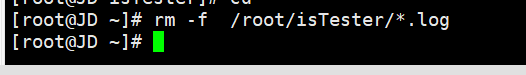 [root@JD ~]# rm -f  /root/isTester/*.log
[root@JD ~]#